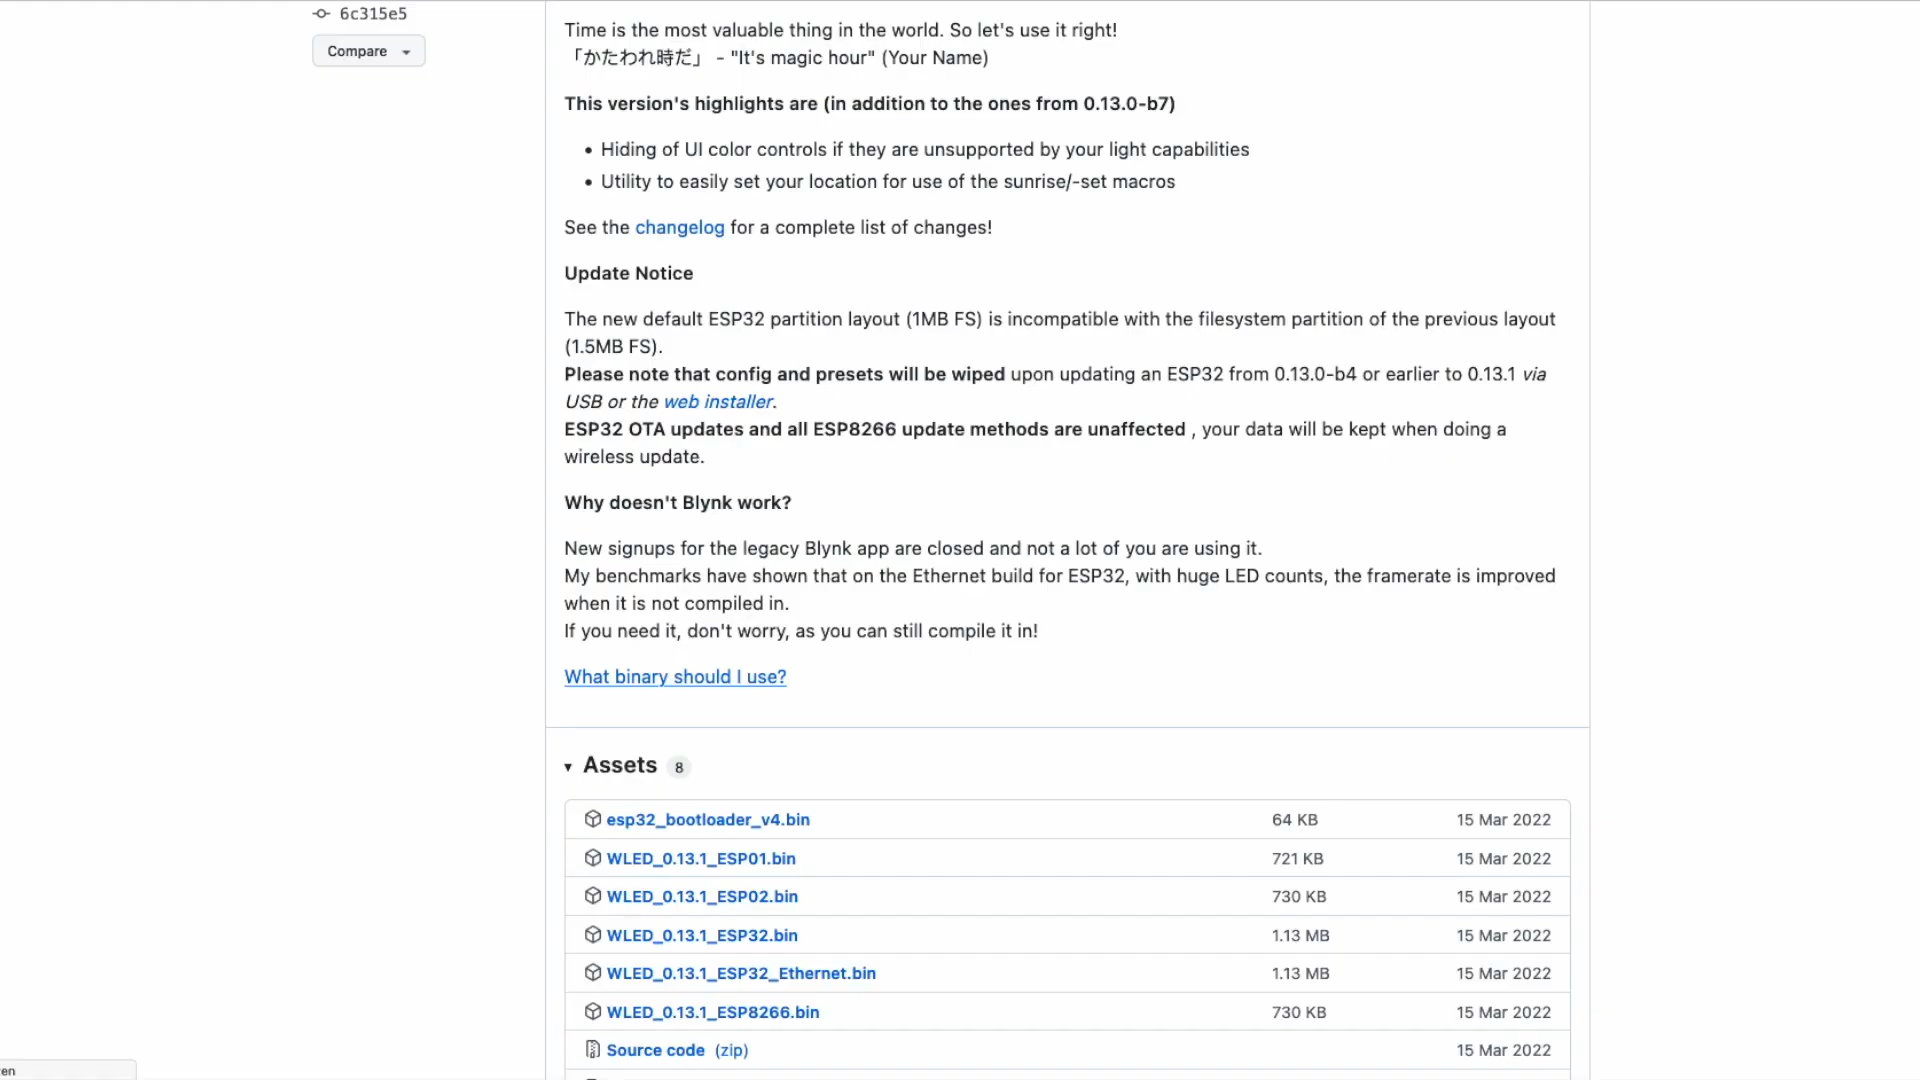 6c315e5
Compare
Time is the most valuable thing in the world. So let's use it right!
「かたわれ時だ」 - "It's magic hour" (Your Name)
This version's highlights are (in addition to the ones from 0.13.0-b7)
• Hiding of UI color controls if they are unsupported by your light capabilities
• Utility to easily set your location for use of the sunrise/-set macros
See the changelog for a complete list of changes!
Update Notice
The new default ESP32 partition layout (1MB FS) is incompatible with the filesystem partition of the previous layout
(1.5MB FS).
Please note that config and presets will be wiped upon updating an ESP32 from 0.13.0-b4 or earlier to 0.13.1 via
USB or the web installer.
ESP32 OTA updates and all ESP8266 update methods are unaffected , your data will be kept when doing a
wireless update.
Why doesn't Blynk work?
New signups for the legacy Blynk app are closed and not a lot of you are using it.
My benchmarks have shown that on the Ethernet build for ESP32, with huge LED counts, the framerate is improved
when it is not compiled in.
If you need it, don't worry, as you can still compile it in!
What binary should I use?
Assets 8
esp32_bootloader_v4.bin 64 KB 15 Mar 2022
WLED_0.13.1_ESP01.bin 721 KB 15 Mar 2022
WLED_0.13.1_ESP02.bin 730 KB 15 Mar 2022
WLED_0.13.1_ESP32.bin 1.13 MB 15 Mar 2022
WLED_0.13.1_ESP32_Ethernet.bin 1.13 MB 15 Mar 2022
WLED_0.13.1_ESP8266.bin 730 KB 15 Mar 2022
Source code (zip) 15 Mar 2022